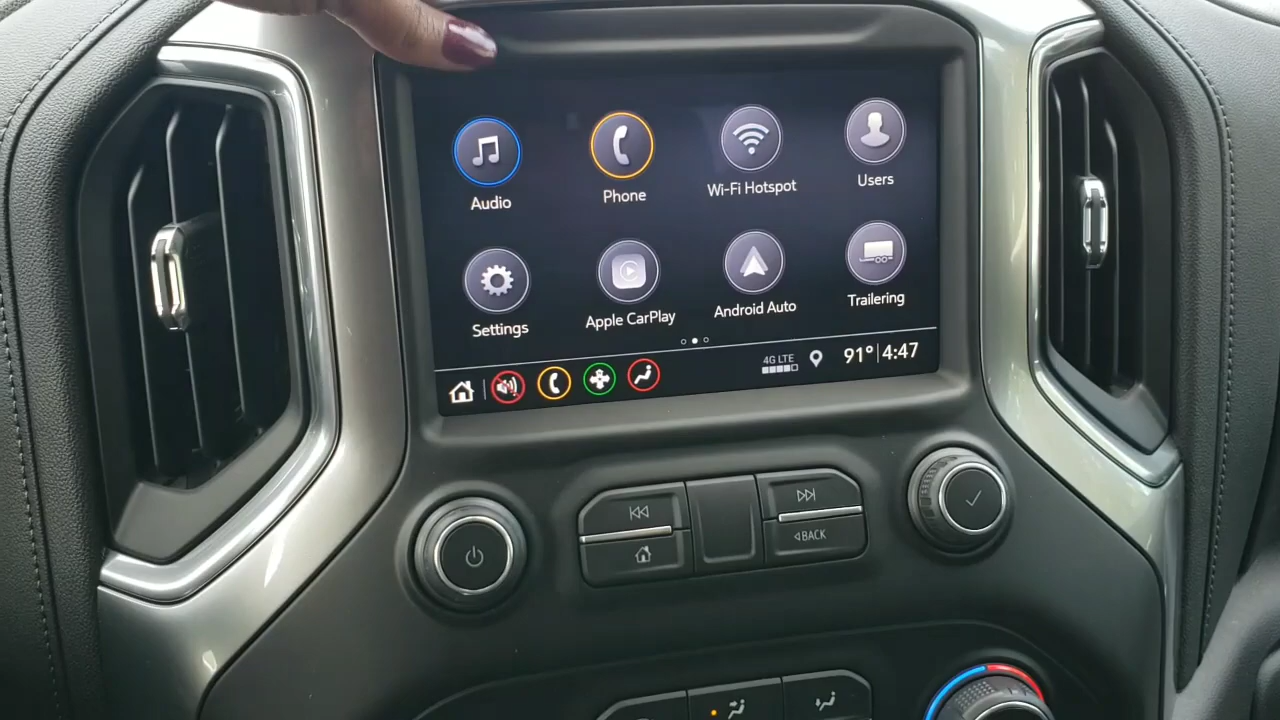 Audio
Phone
Wi-Fi Hotspot
Users
Settings
Apple CarPlay
Android Auto
Trailering
4G LTE
91° 4:47
BACK